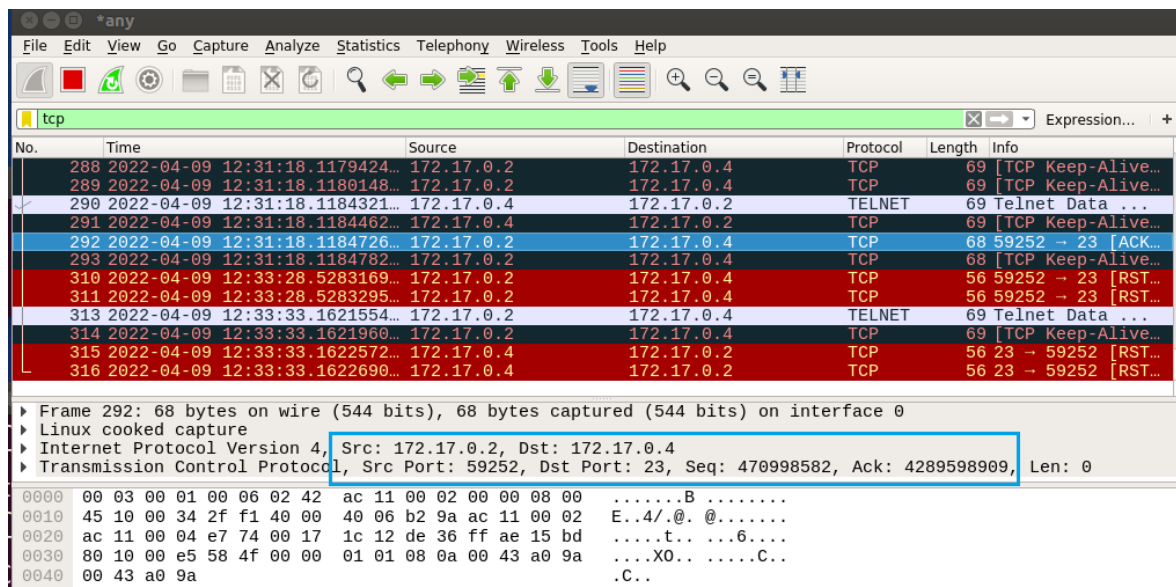 *any
File Edit View Go Capture Analyze Statistics Telephony Wireless Tools Help
tcp Expression... +
No. Time Source Destination Protocol Length Info
288 2022-04-09 12:31:18.1179424… 172.17.0.2 172.17.0.4 TCP 69 [TCP Keep-Alive…
289 2022-04-09 12:31:18.1180148… 172.17.0.2 172.17.0.4 TCP 69 [TCP Keep-Alive…
290 2022-04-09 12:31:18.1184321… 172.17.0.4 172.17.0.2 TELNET 69 Telnet Data ...
291 2022-04-09 12:31:18.1184462… 172.17.0.4 172.17.0.2 TCP 69 [TCP Keep-Alive…
292 2022-04-09 12:31:18.1184726… 172.17.0.2 172.17.0.4 TCP 68 59252 → 23 [ACK…
293 2022-04-09 12:31:18.1184782… 172.17.0.2 172.17.0.4 TCP 68 [TCP Keep-Alive…
310 2022-04-09 12:33:28.5283169… 172.17.0.2 172.17.0.4 TCP 56 59252 → 23 [RST…
311 2022-04-09 12:33:28.5283295… 172.17.0.2 172.17.0.4 TCP 56 59252 → 23 [RST…
313 2022-04-09 12:33:33.1621554… 172.17.0.2 172.17.0.4 TELNET 69 Telnet Data ...
314 2022-04-09 12:33:33.1621960… 172.17.0.2 172.17.0.4 TCP 69 [TCP Keep-Alive…
315 2022-04-09 12:33:33.1622572… 172.17.0.4 172.17.0.2 TCP 56 23 → 59252 [RST…
316 2022-04-09 12:33:33.1622690… 172.17.0.4 172.17.0.2 TCP 56 23 → 59252 [RST…
Frame 292: 68 bytes on wire (544 bits), 68 bytes captured (544 bits) on interface 0
Linux cooked capture
Internet Protocol Version 4, Src: 172.17.0.2, Dst: 172.17.0.4
Transmission Control Protocol, Src Port: 59252, Dst Port: 23, Seq: 470998582, Ack: 4289598909, Len: 0
0000 00 03 00 01 00 06 02 42 ac 11 00 02 00 00 08 00 .......B ........
0010 45 10 00 34 2f f1 40 00 40 06 b2 9a ac 11 00 02 E..4/.@. @.......
0020 ac 11 00 04 e7 74 00 17 1c 12 de 36 ff ae 15 bd .....t.. ...6....
0030 80 10 00 e5 58 4f 00 00 01 01 08 0a 00 43 a0 9a ....XO.. .....C..
0040 00 43 a0 9a .C..